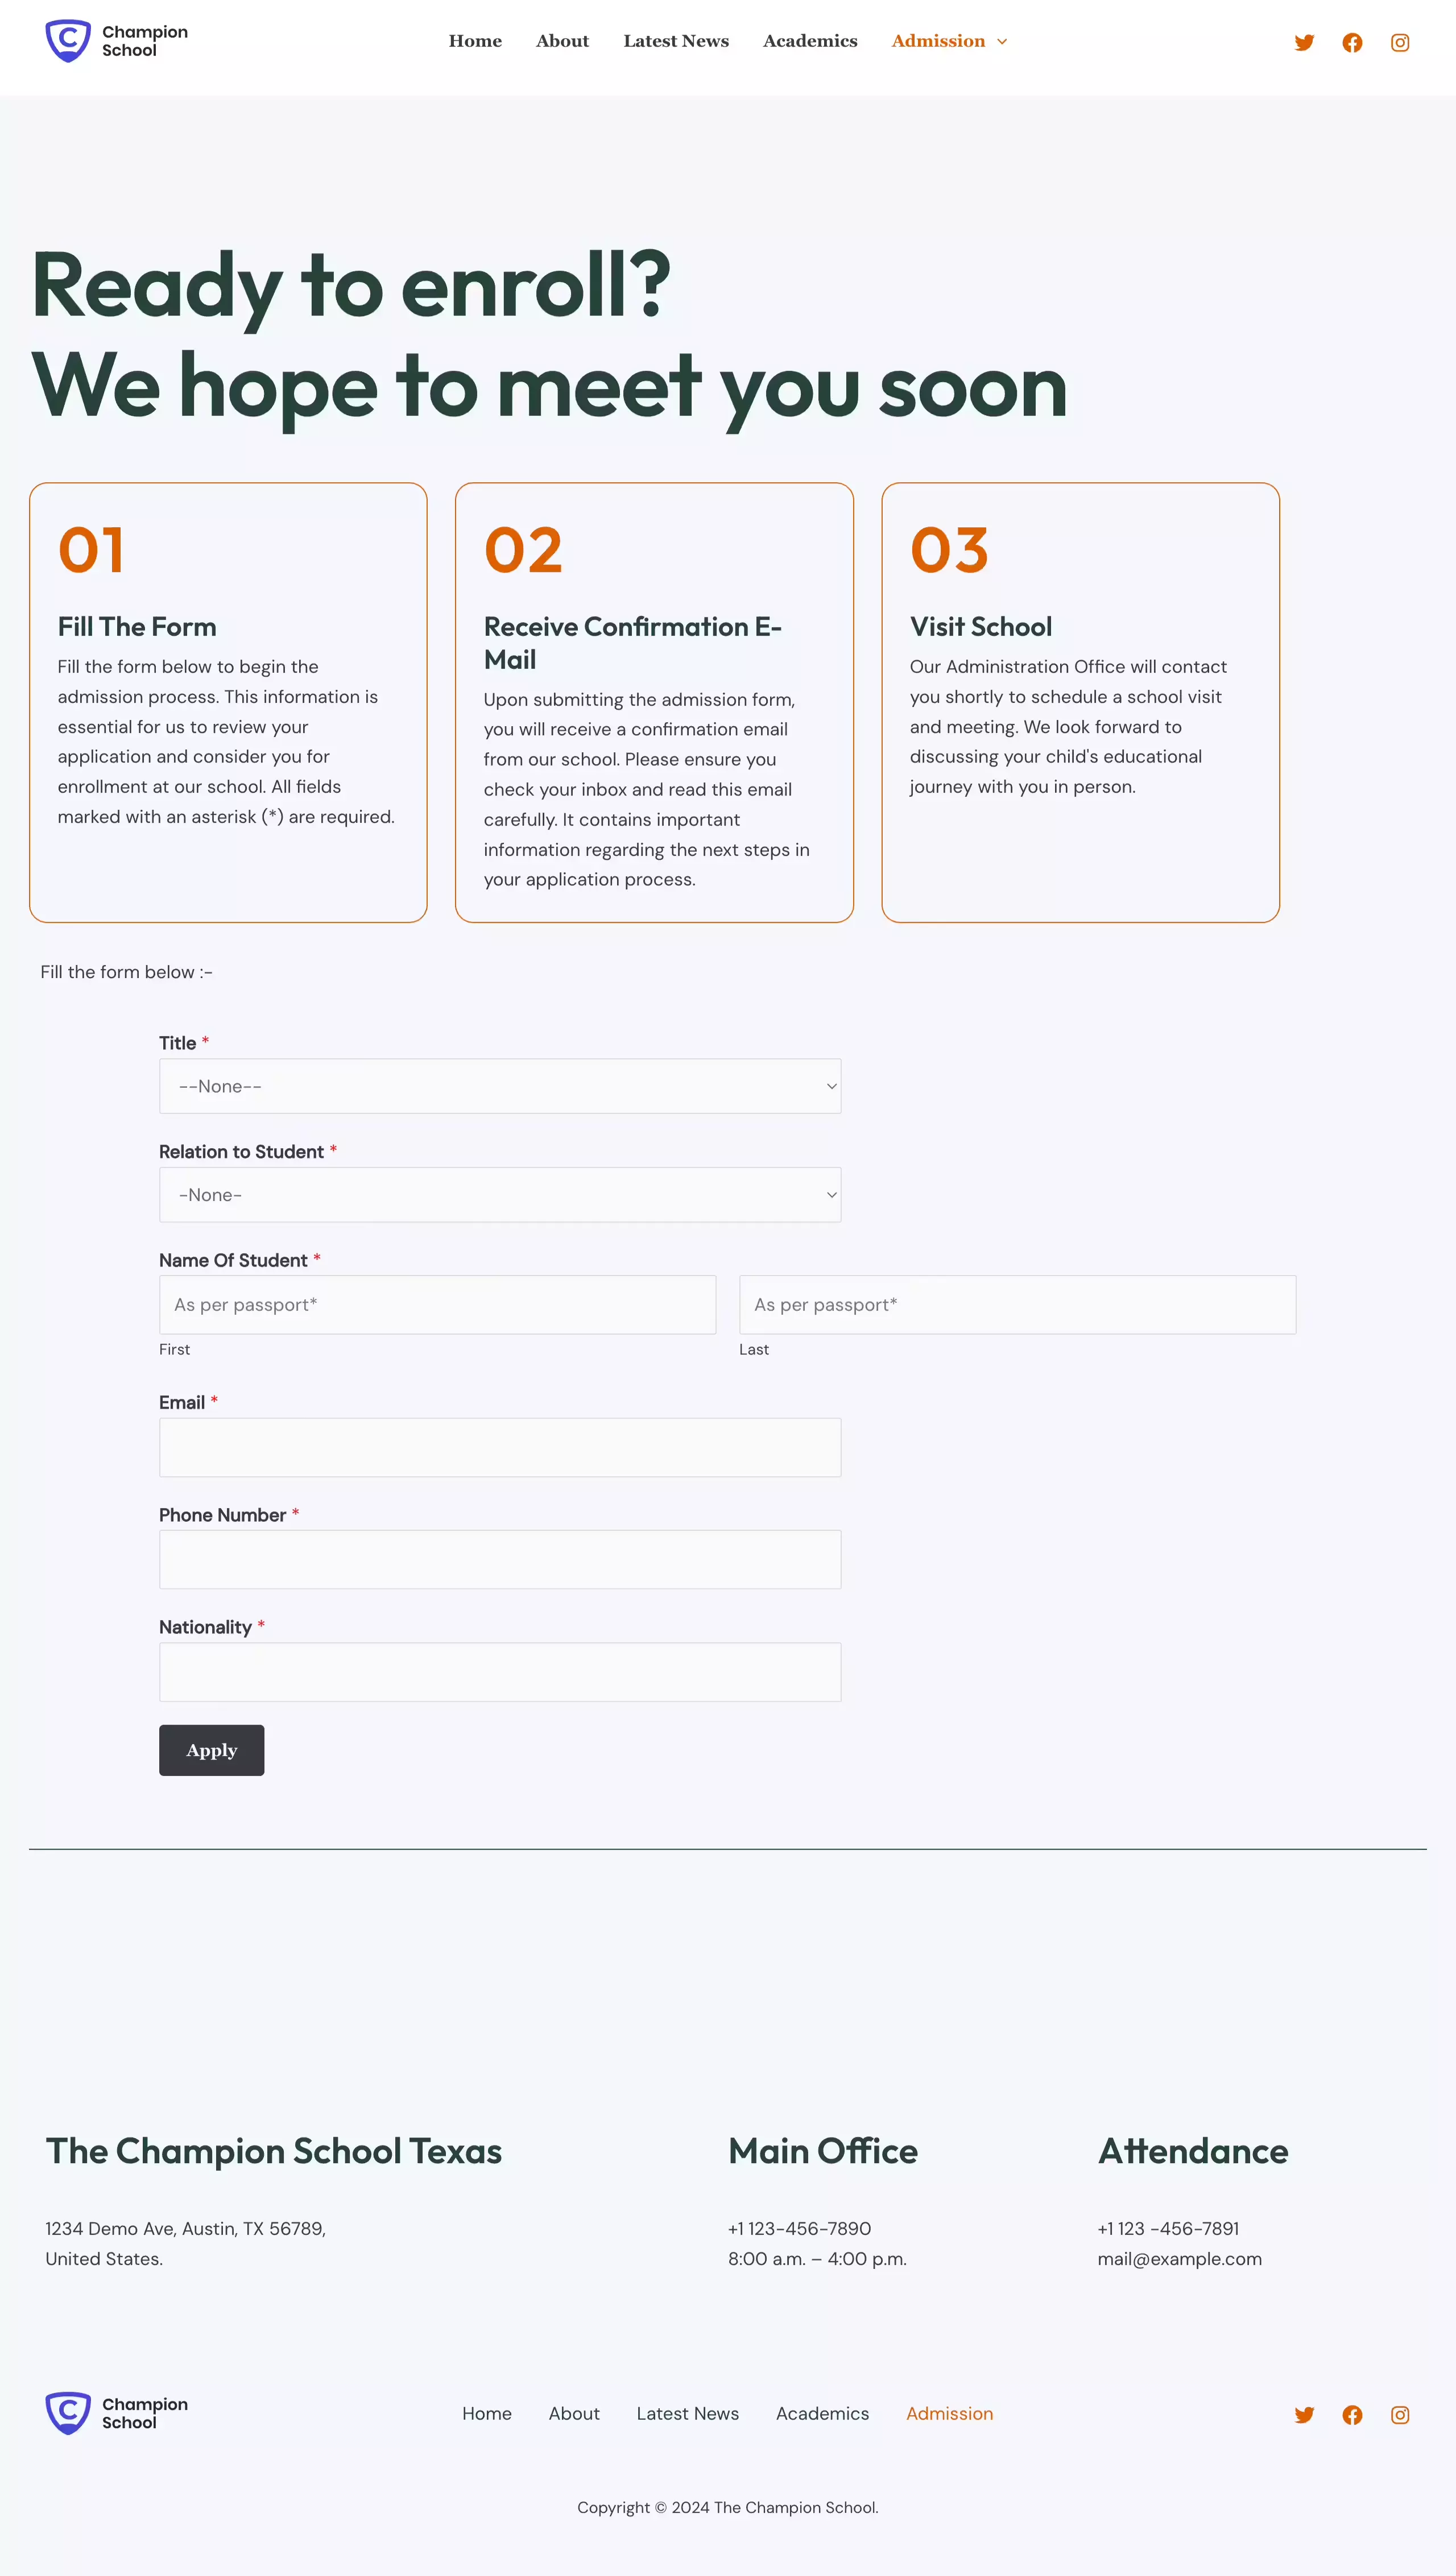 Champion
School
Home About Latest News Academics Admission
Ready to enroll?
We hope to meet you soon
01
Fill The Form
Fill the form below to begin the
admission process. This information is
essential for us to review your
application and consider you for
enrollment at our school. All fields
marked with an asterisk (*) are required.
02
Receive Confirmation E-
Mail
Upon submitting the admission form,
you will receive a confirmation email
from our school. Please ensure you
check your inbox and read this email
carefully. It contains important
information regarding the next steps in
your application process.
03
Visit School
Our Administration Office will contact
you shortly to schedule a school visit
and meeting. We look forward to
discussing your child's educational
journey with you in person.
Fill the form below :-
Title *
--None--
Relation to Student *
-None-
Name Of Student *
As per passport* As per passport*
First Last
Email *
Phone Number *
Nationality *
Apply
The Champion School Texas
1234 Demo Ave, Austin, TX 56789,
United States.
Main Office
+1 123-456-7890
8:00 a.m. – 4:00 p.m.
Attendance
+1 123 -456-7891
mail@example.com
Champion
School
Home About Latest News Academics Admission
Copyright © 2024 The Champion School.